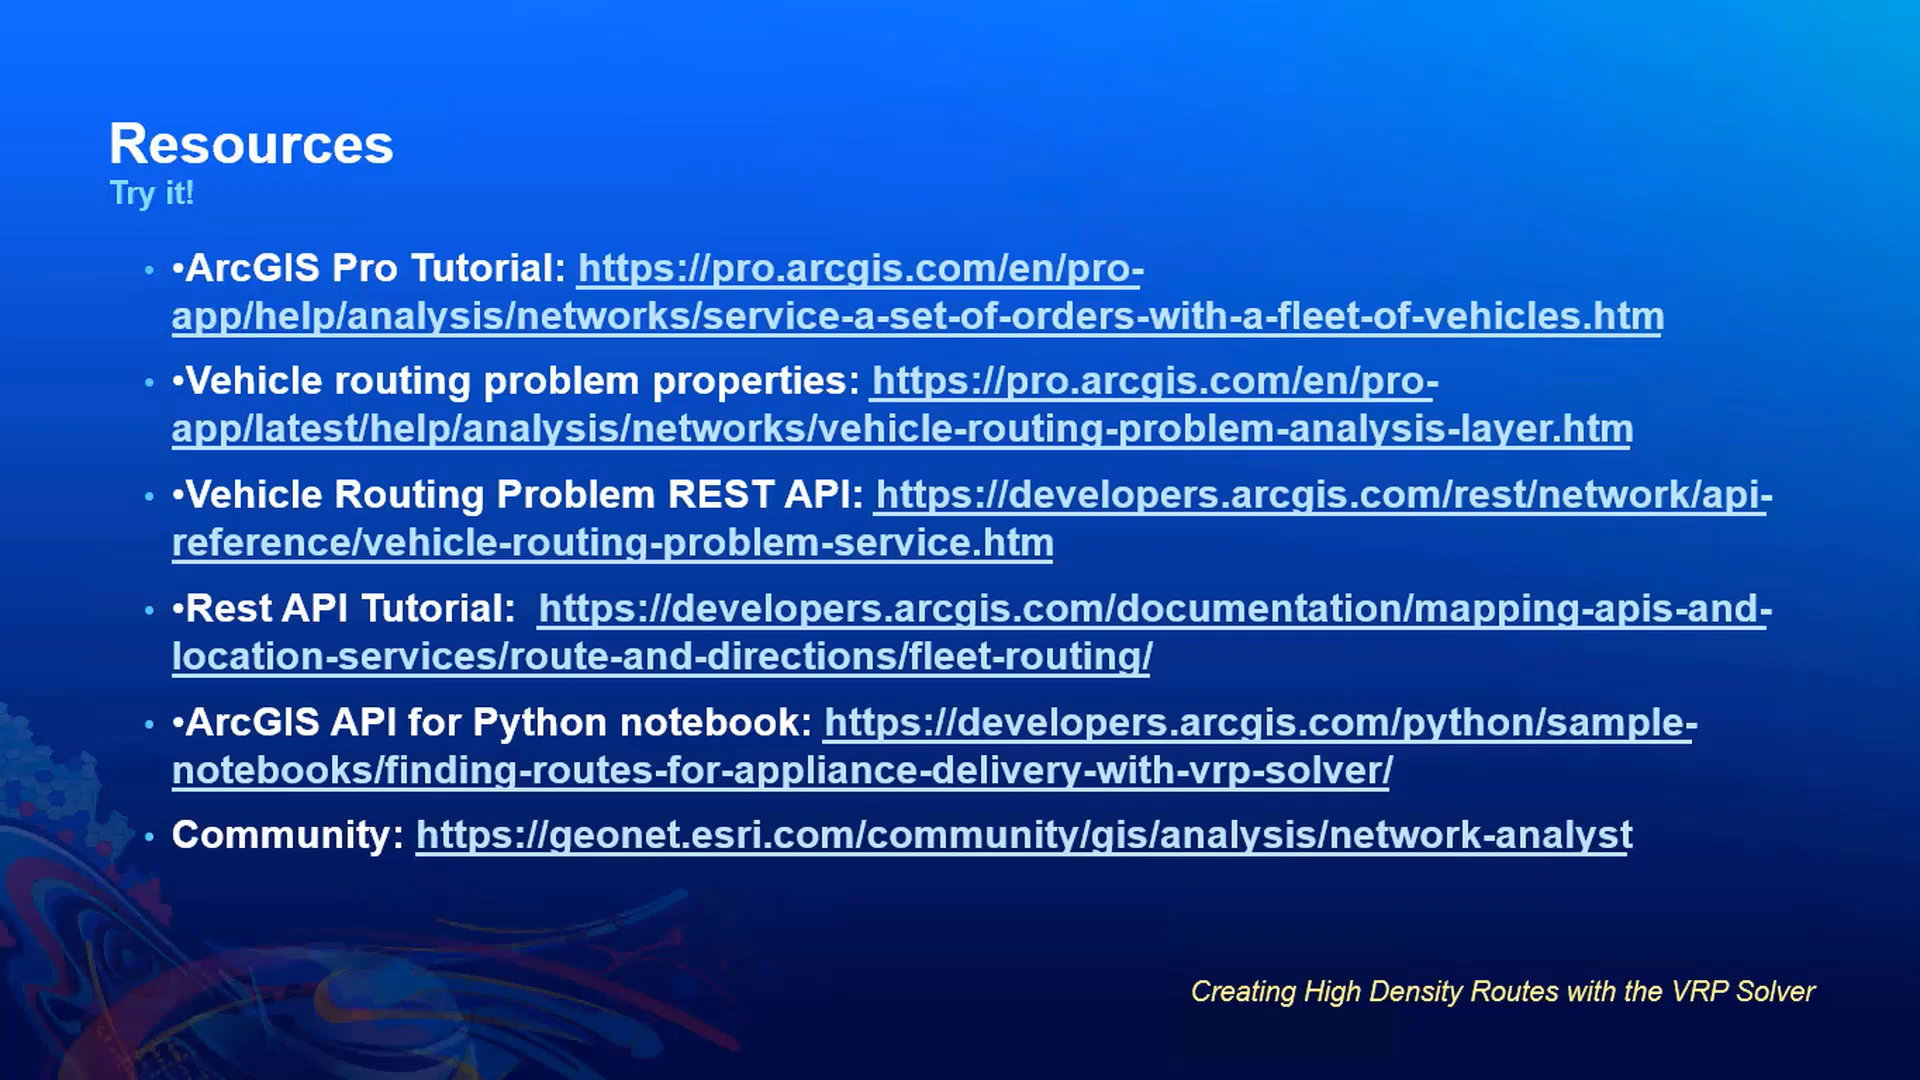 Resources
Try it!
• •ArcGIS Pro Tutorial: https://pro.arcgis.com/en/pro-
app/help/analysis/networks/service-a-set-of-orders-with-a-fleet-of-vehicles.htm
• •Vehicle routing problem properties: https://pro.arcgis.com/en/pro-
app/latest/help/analysis/networks/vehicle-routing-problem-analysis-layer.htm
• •Vehicle Routing Problem REST API: https://developers.arcgis.com/rest/network/api-
reference/vehicle-routing-problem-service.htm
• •Rest API Tutorial:  https://developers.arcgis.com/documentation/mapping-apis-and-
location-services/route-and-directions/fleet-routing/
• •ArcGIS API for Python notebook: https://developers.arcgis.com/python/sample-
notebooks/finding-routes-for-appliance-delivery-with-vrp-solver/
• Community: https://geonet.esri.com/community/gis/analysis/network-analyst
Creating High Density Routes with the VRP Solver